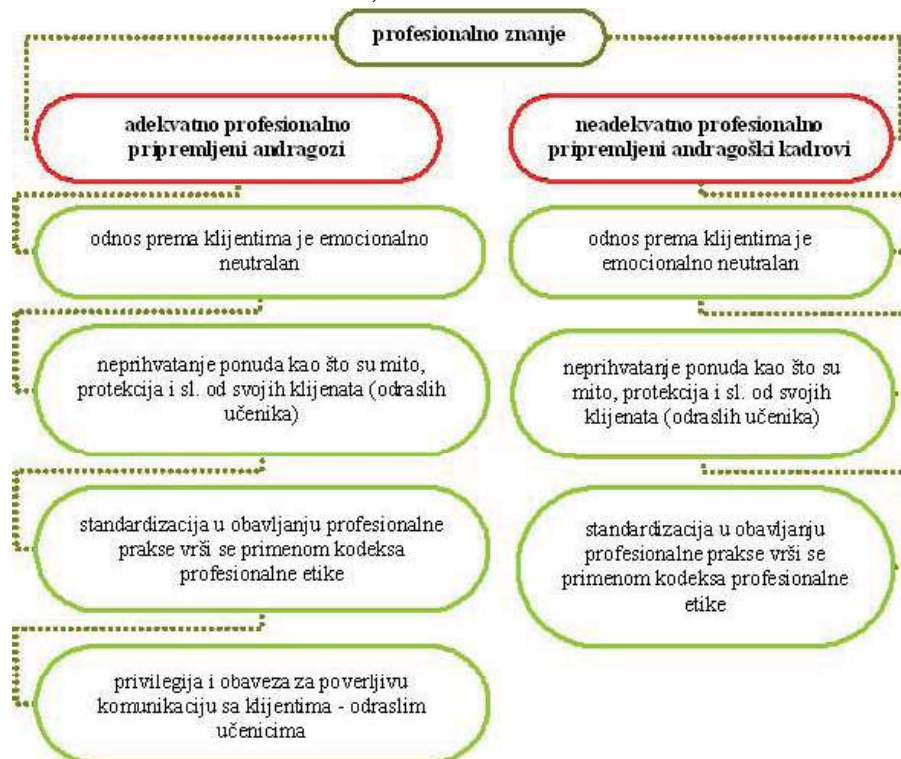 profesionalno znanje
adekvatno profesionalno
pripremljeni andragozi
odnos prema klijentima je emocionalno
neutralan
neprihvatanje ponuda kao što su mito,
protekcija i sl. od svojih klijenata (odraslih
učenika)
standardizacija u obavljanju profesionalne
prakse vrši se primenom kodeksa
profesionalne etike
privilegija i obaveza za poverljivu
komunikaciju sa klijentima - odraslim
učenicima
neadekvatno profesionalno
pripremljeni andragoški kadrovi
odnos prema klijentima je
emocionalno neutralan
neprihvatanje ponuda kao što su
mito, protekcija i sl. od svojih
klijenata (odraslih učenika)
standardizacija u obavljanju
profesionalne prakse vrši se
primenom kodeksa profesionalne
etike